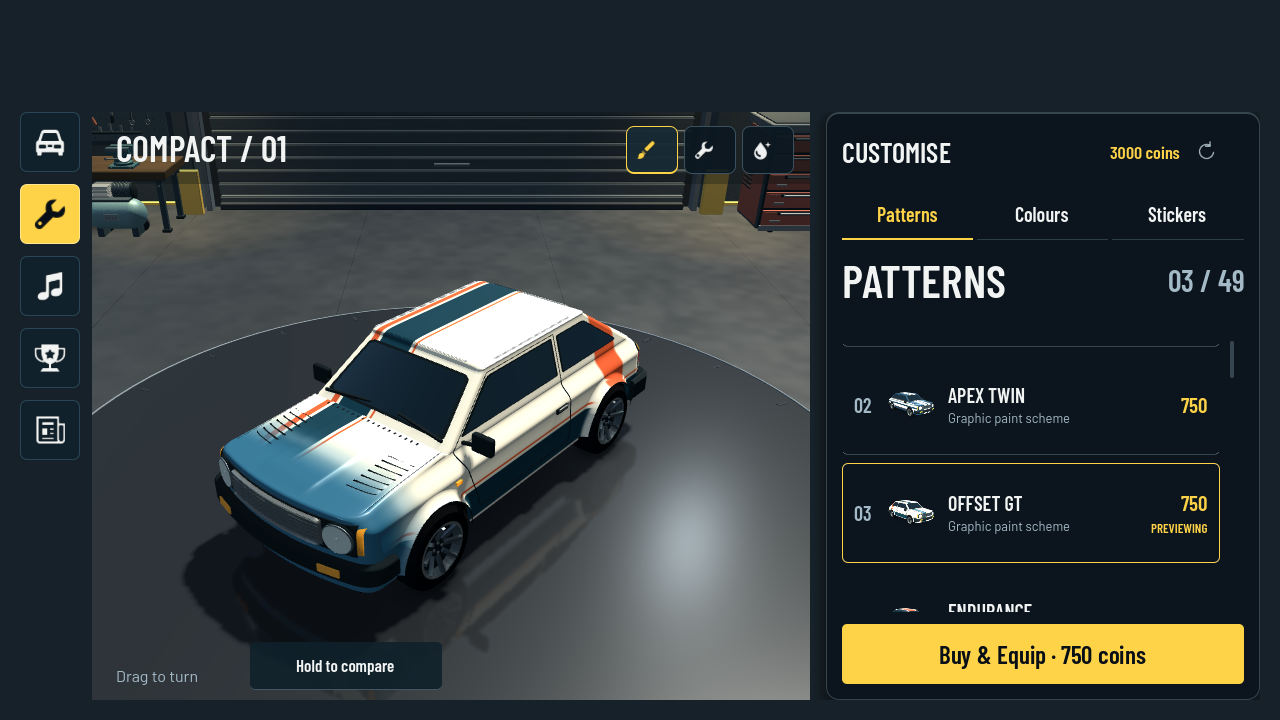 COMPACT / 01
Drag to turn
Hold to compare
CUSTOMISE
3000 coins
Patterns
Colours
Stickers
PATTERNS
03 / 49
02
APEX TWIN
Graphic paint scheme
750
03
OFFSET GT
Graphic paint scheme
750
PREVIEWING
ENDURANCE
Buy & Equip · 750 coins